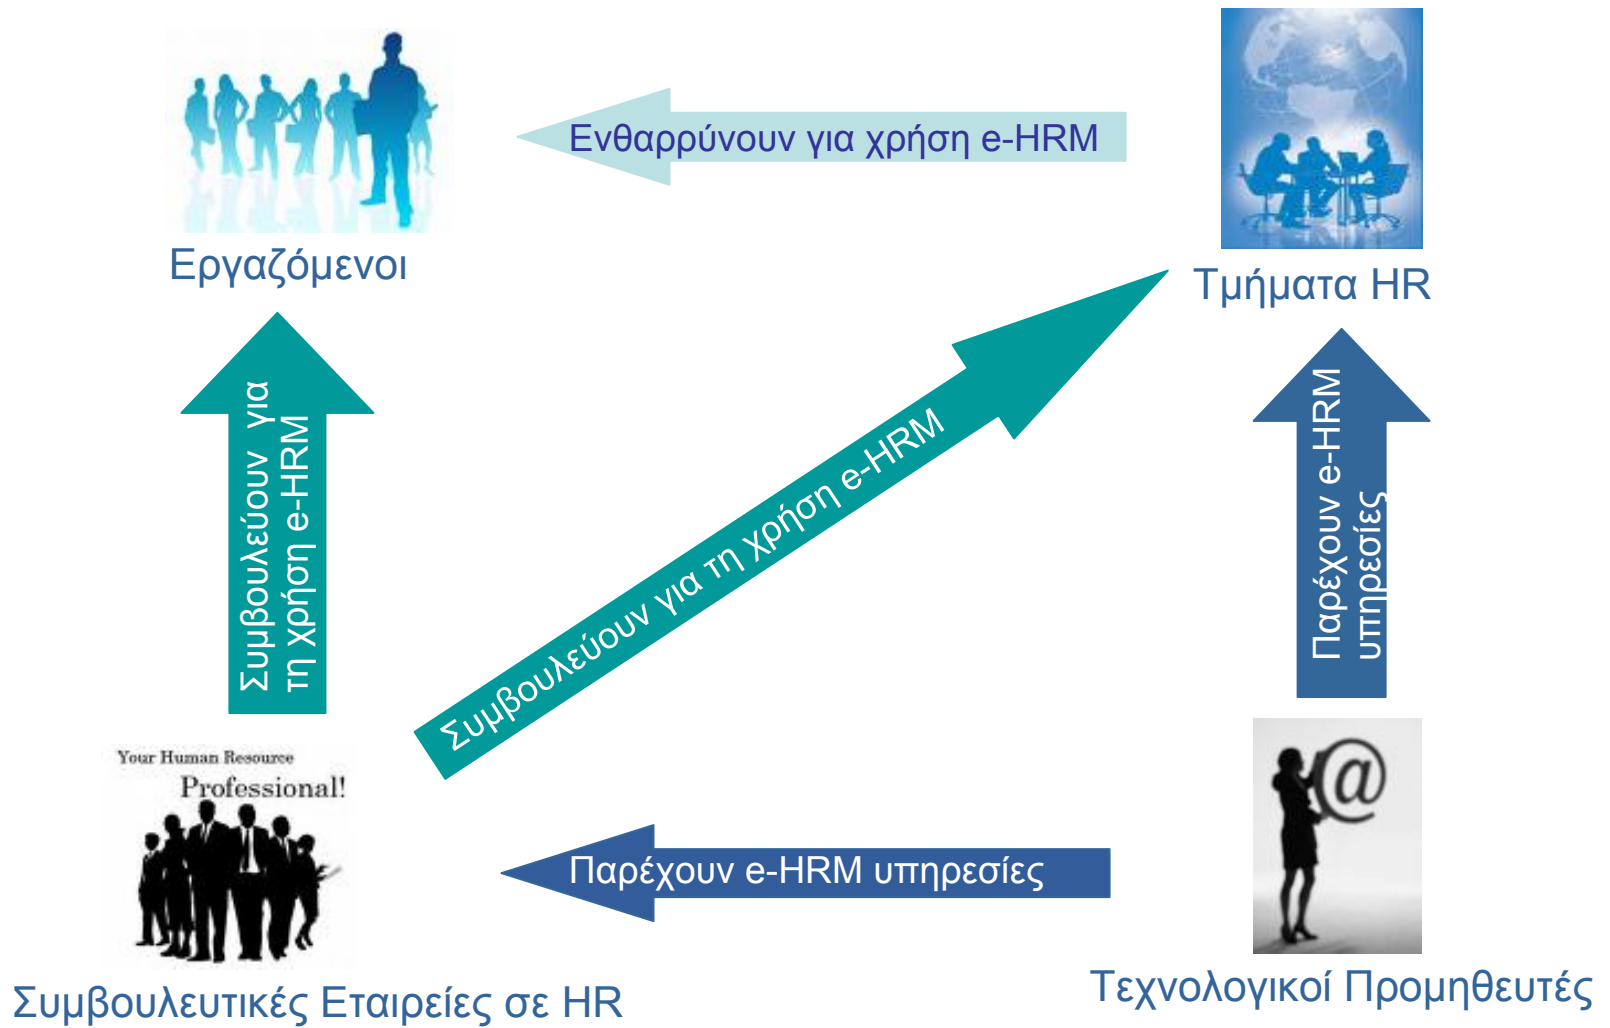 Ενθαρρύνουν για χρήση e-HRM
Εργαζόμενοι
Τμήματα HR
Συμβουλεύουν για
τη χρήση e-HRM
Συμβουλεύουν για τη χρήση e-HRM
Παρέχουν e-HRM
υπηρεσίες
Your Human Resource
Professional!
Παρέχουν e-HRM υπηρεσίες
@
Συμβουλευτικές Εταιρείες σε HR
Τεχνολογικοί Προμηθευτές